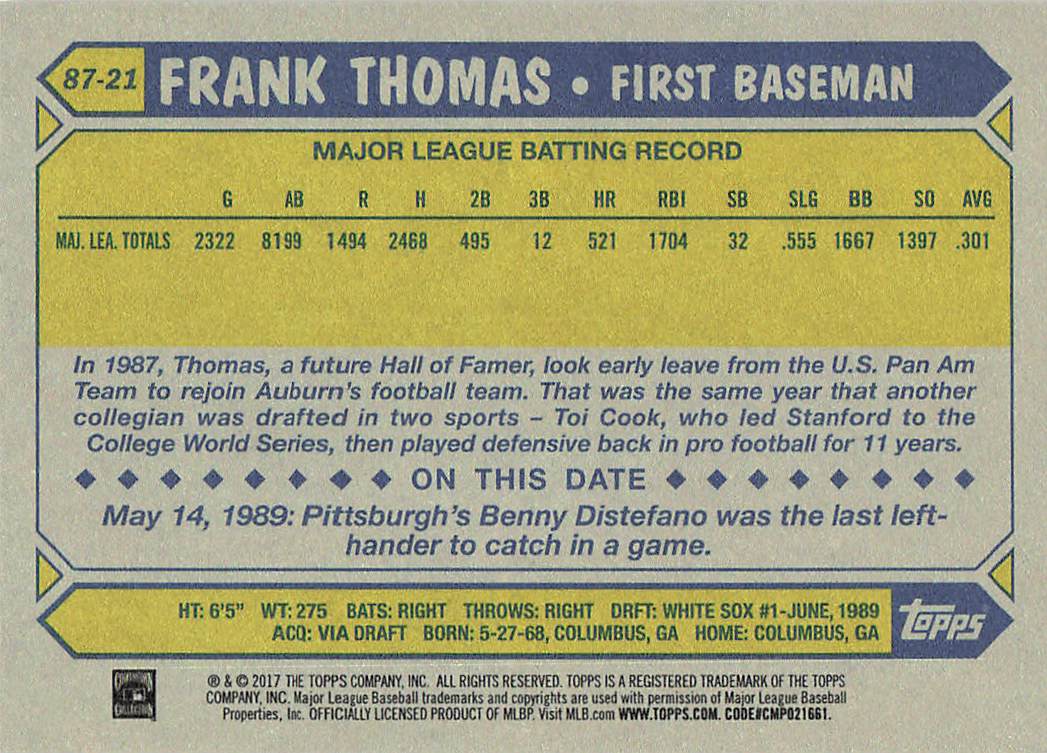 87-21 FRANK THOMAS • FIRST BASEMAN
MAJOR LEAGUE BATTING RECORD
G AB R H 2B 3B HR RBI SB SLG BB SO AVG
MAJ. LEA. TOTALS 2322 8199 1494 2468 495 12 521 1704 32 .555 1667 1397 .301
In 1987, Thomas, a future Hall of Famer, look early leave from the U.S. Pan Am
Team to rejoin Auburn's football team. That was the same year that another
collegian was drafted in two sports – Toi Cook, who led Stanford to the
College World Series, then played defensive back in pro football for 11 years.
◆ ◆ ◆ ◆ ◆ ◆ ◆ ◆ ON THIS DATE ◆ ◆ ◆ ◆ ◆ ◆ ◆ ◆
May 14, 1989: Pittsburgh's Benny Distefano was the last left-
hander to catch in a game.
HT: 6'5" WT: 275 BATS: RIGHT THROWS: RIGHT DRFT: WHITE SOX #1-JUNE, 1989
ACQ: VIA DRAFT BORN: 5-27-68, COLUMBUS, GA HOME: COLUMBUS, GA
Topps
® & © 2017 THE TOPPS COMPANY, INC. ALL RIGHTS RESERVED. TOPPS IS A REGISTERED TRADEMARK OF THE TOPPS
COMPANY, INC. Major League Baseball trademarks and copyrights are used with permission of Major League Baseball
Properties, Inc. OFFICIALLY LICENSED PRODUCT OF MLBP. Visit MLB.com WWW.TOPPS.COM. CODE#CMP021661.